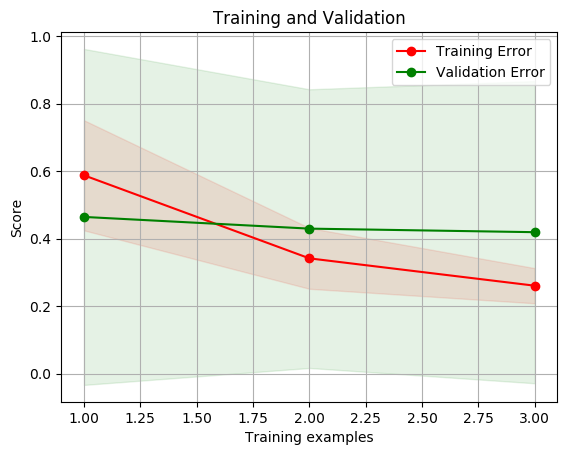 Training and Validation
Training Error
Validation Error
Score
1.0
0.8
0.6
0.4
0.2
0.0
1.00 1.25 1.50 1.75 2.00 2.25 2.50 2.75 3.00
Training examples